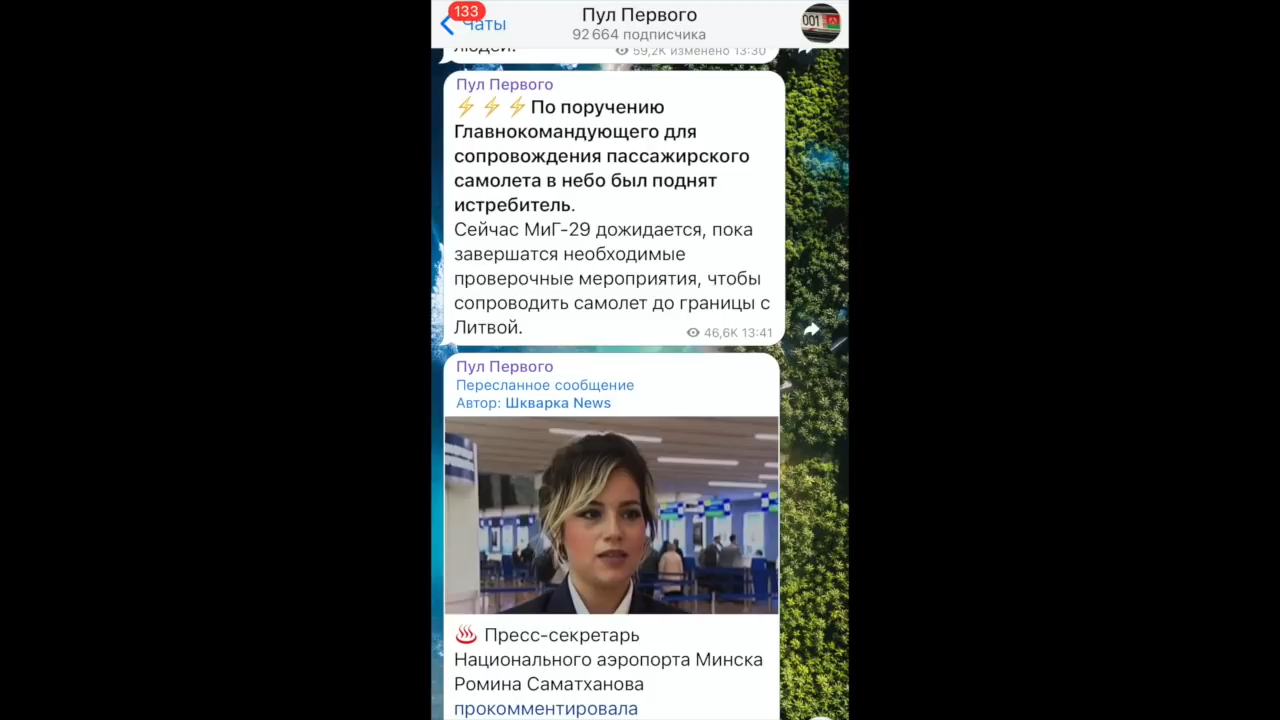 133
Чаты
Пул Первого
92 664 подписчика
001
людей.
59,2K изменено 13:30
Пул Первого
⚡⚡⚡По поручению
Главнокомандующего для
сопровождения пассажирского
самолета в небо был поднят
истребитель.
Сейчас МиГ-29 дожидается, пока
завершатся необходимые
проверочные мероприятия, чтобы
сопроводить самолет до границы с
Литвой.
46,6K 13:41
Пул Первого
Пересланное сообщение
Автор: Шкварка News
♨️ Пресс-секретарь
Национального аэропорта Минска
Ромина Саматханова
прокомментировала